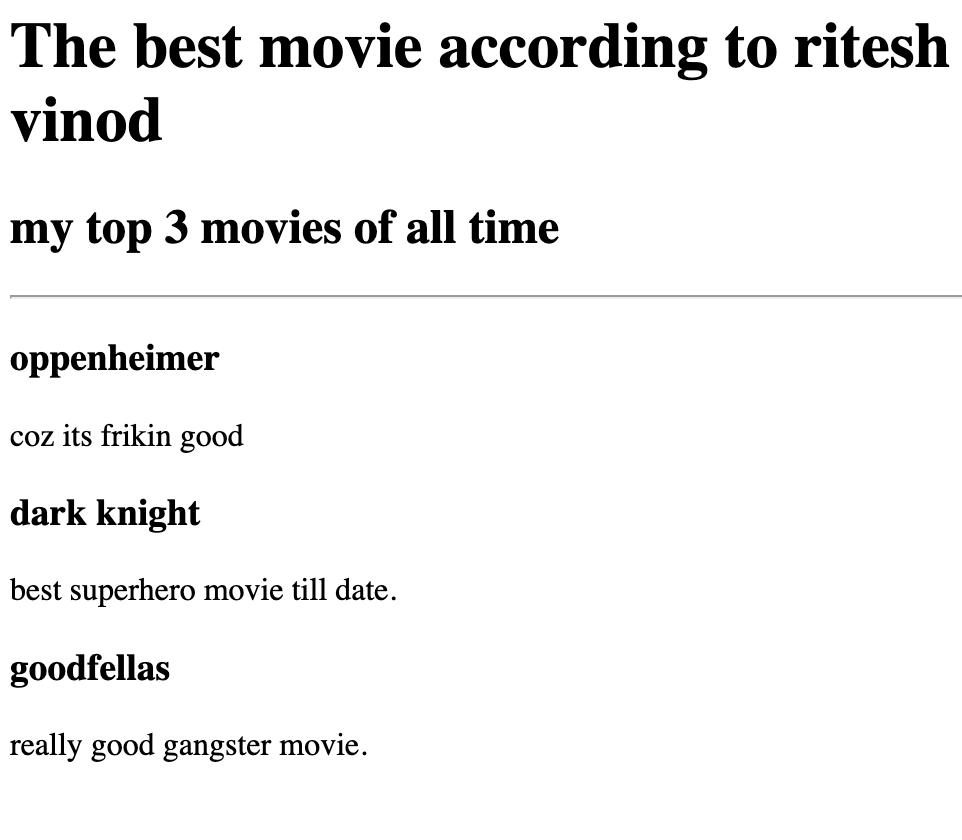 The best movie according to ritesh
vinod
my top 3 movies of all time
oppenheimer
coz its frikin good
dark knight
best superhero movie till date.
goodfellas
really good gangster movie.